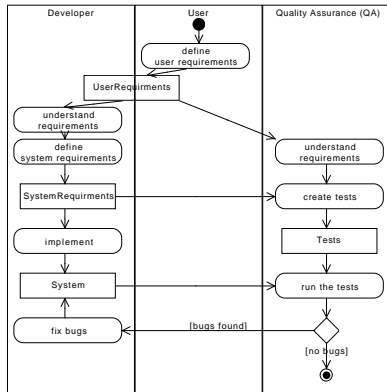 Developer
User
Quality Assurance (QA)
define
user requirements
UserRequirments
understand
requirements
understand
requirements
define
system requirements
SystemRequirments
create tests
implement
Tests
System
run the tests
fix bugs
[bugs found]
[no bugs]